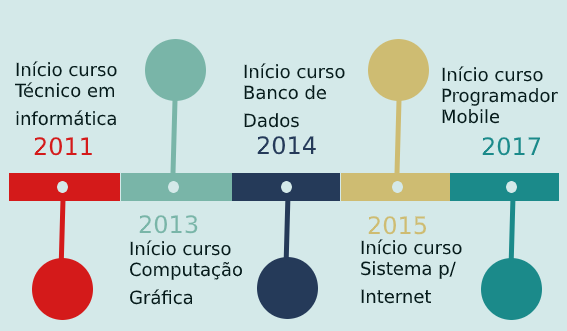 Início curso
Técnico em
informática
2011
2013
Início curso
Computação
Gráfica
Início curso
Banco de
Dados
2014
2015
Início curso
Sistema p/
Internet
Início curso
Programador
Mobile
2017